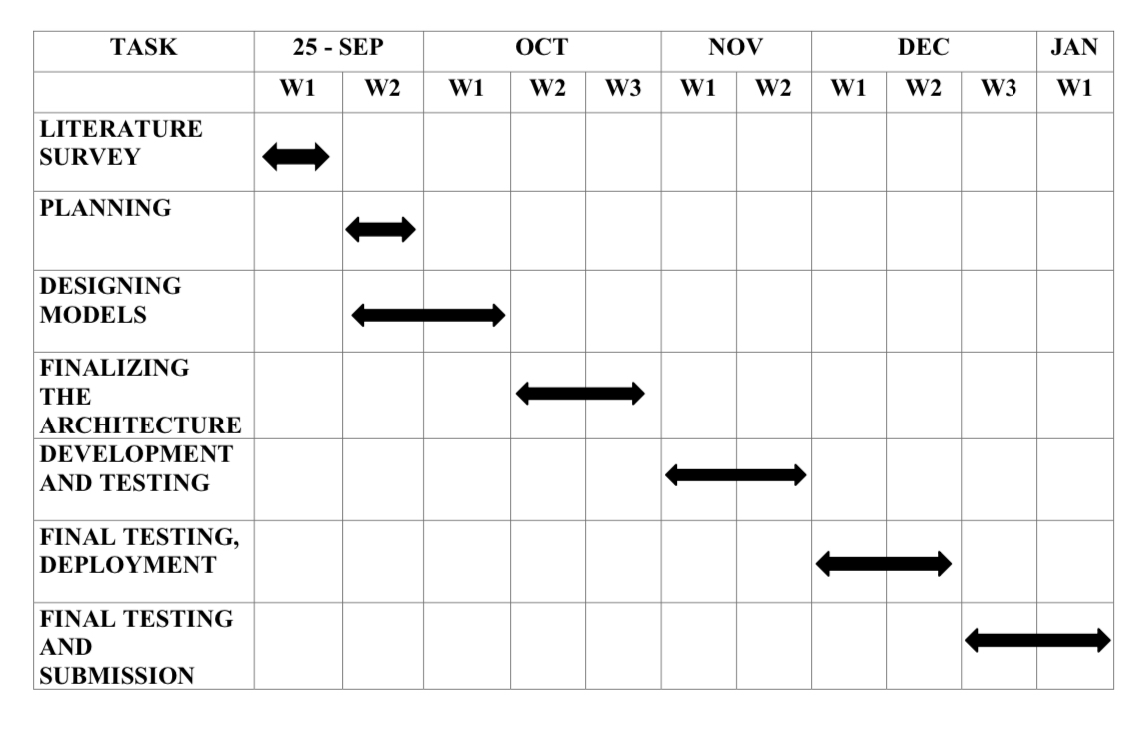 TASK 25 - SEP OCT NOV DEC JAN
W1 W2 W1 W2 W3 W1 W2 W1 W2 W3 W1
LITERATURE
SURVEY
PLANNING
DESIGNING
MODELS
FINALIZING
THE
ARCHITECTURE
DEVELOPMENT
AND TESTING
FINAL TESTING,
DEPLOYMENT
FINAL TESTING
AND
SUBMISSION